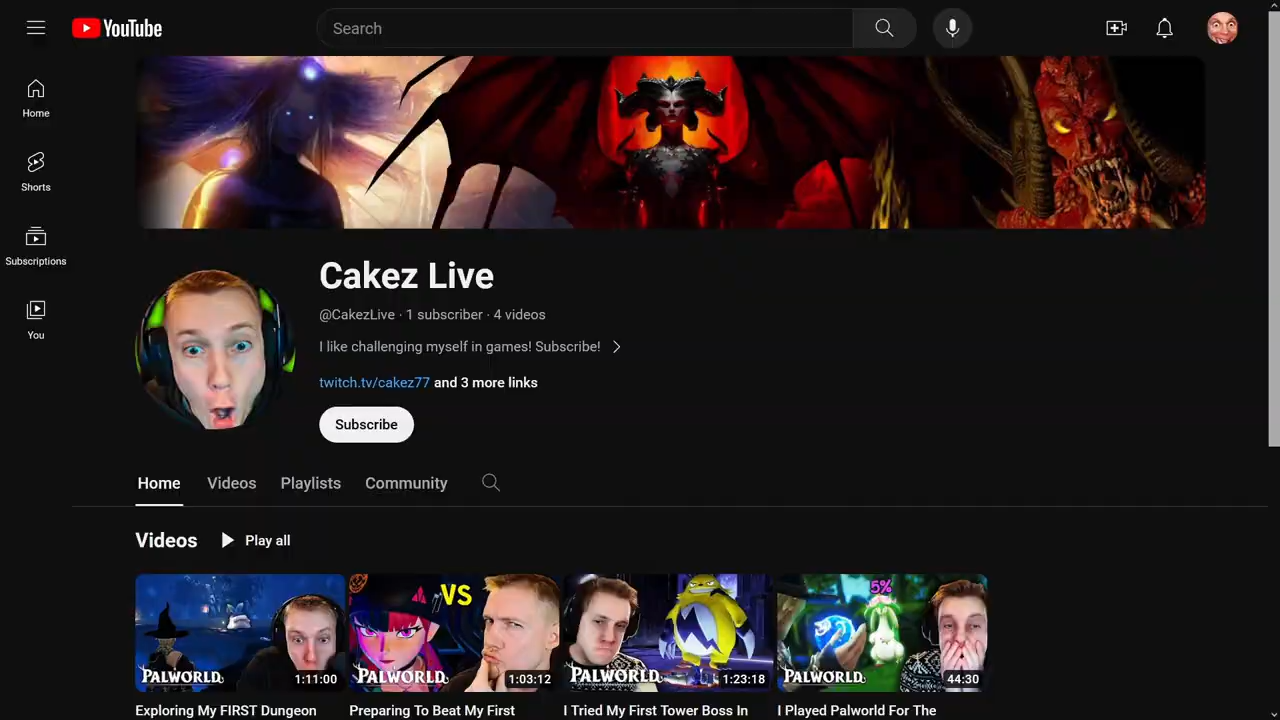 YouTube
Search
Home
Shorts
Subscriptions
You
Cakez Live
@CakezLive · 1 subscriber · 4 videos
I like challenging myself in games! Subscribe!
twitch.tv/cakez77 and 3 more links
Subscribe
Home Videos Playlists Community
Videos Play all
PALWORLD 1:11:00
VS PALWORLD 1:03:12
PALWORLD 1:23:18
5% PALWORLD 44:30
Exploring My FIRST Dungeon
Preparing To Beat My First
I Tried My First Tower Boss In
I Played Palworld For The